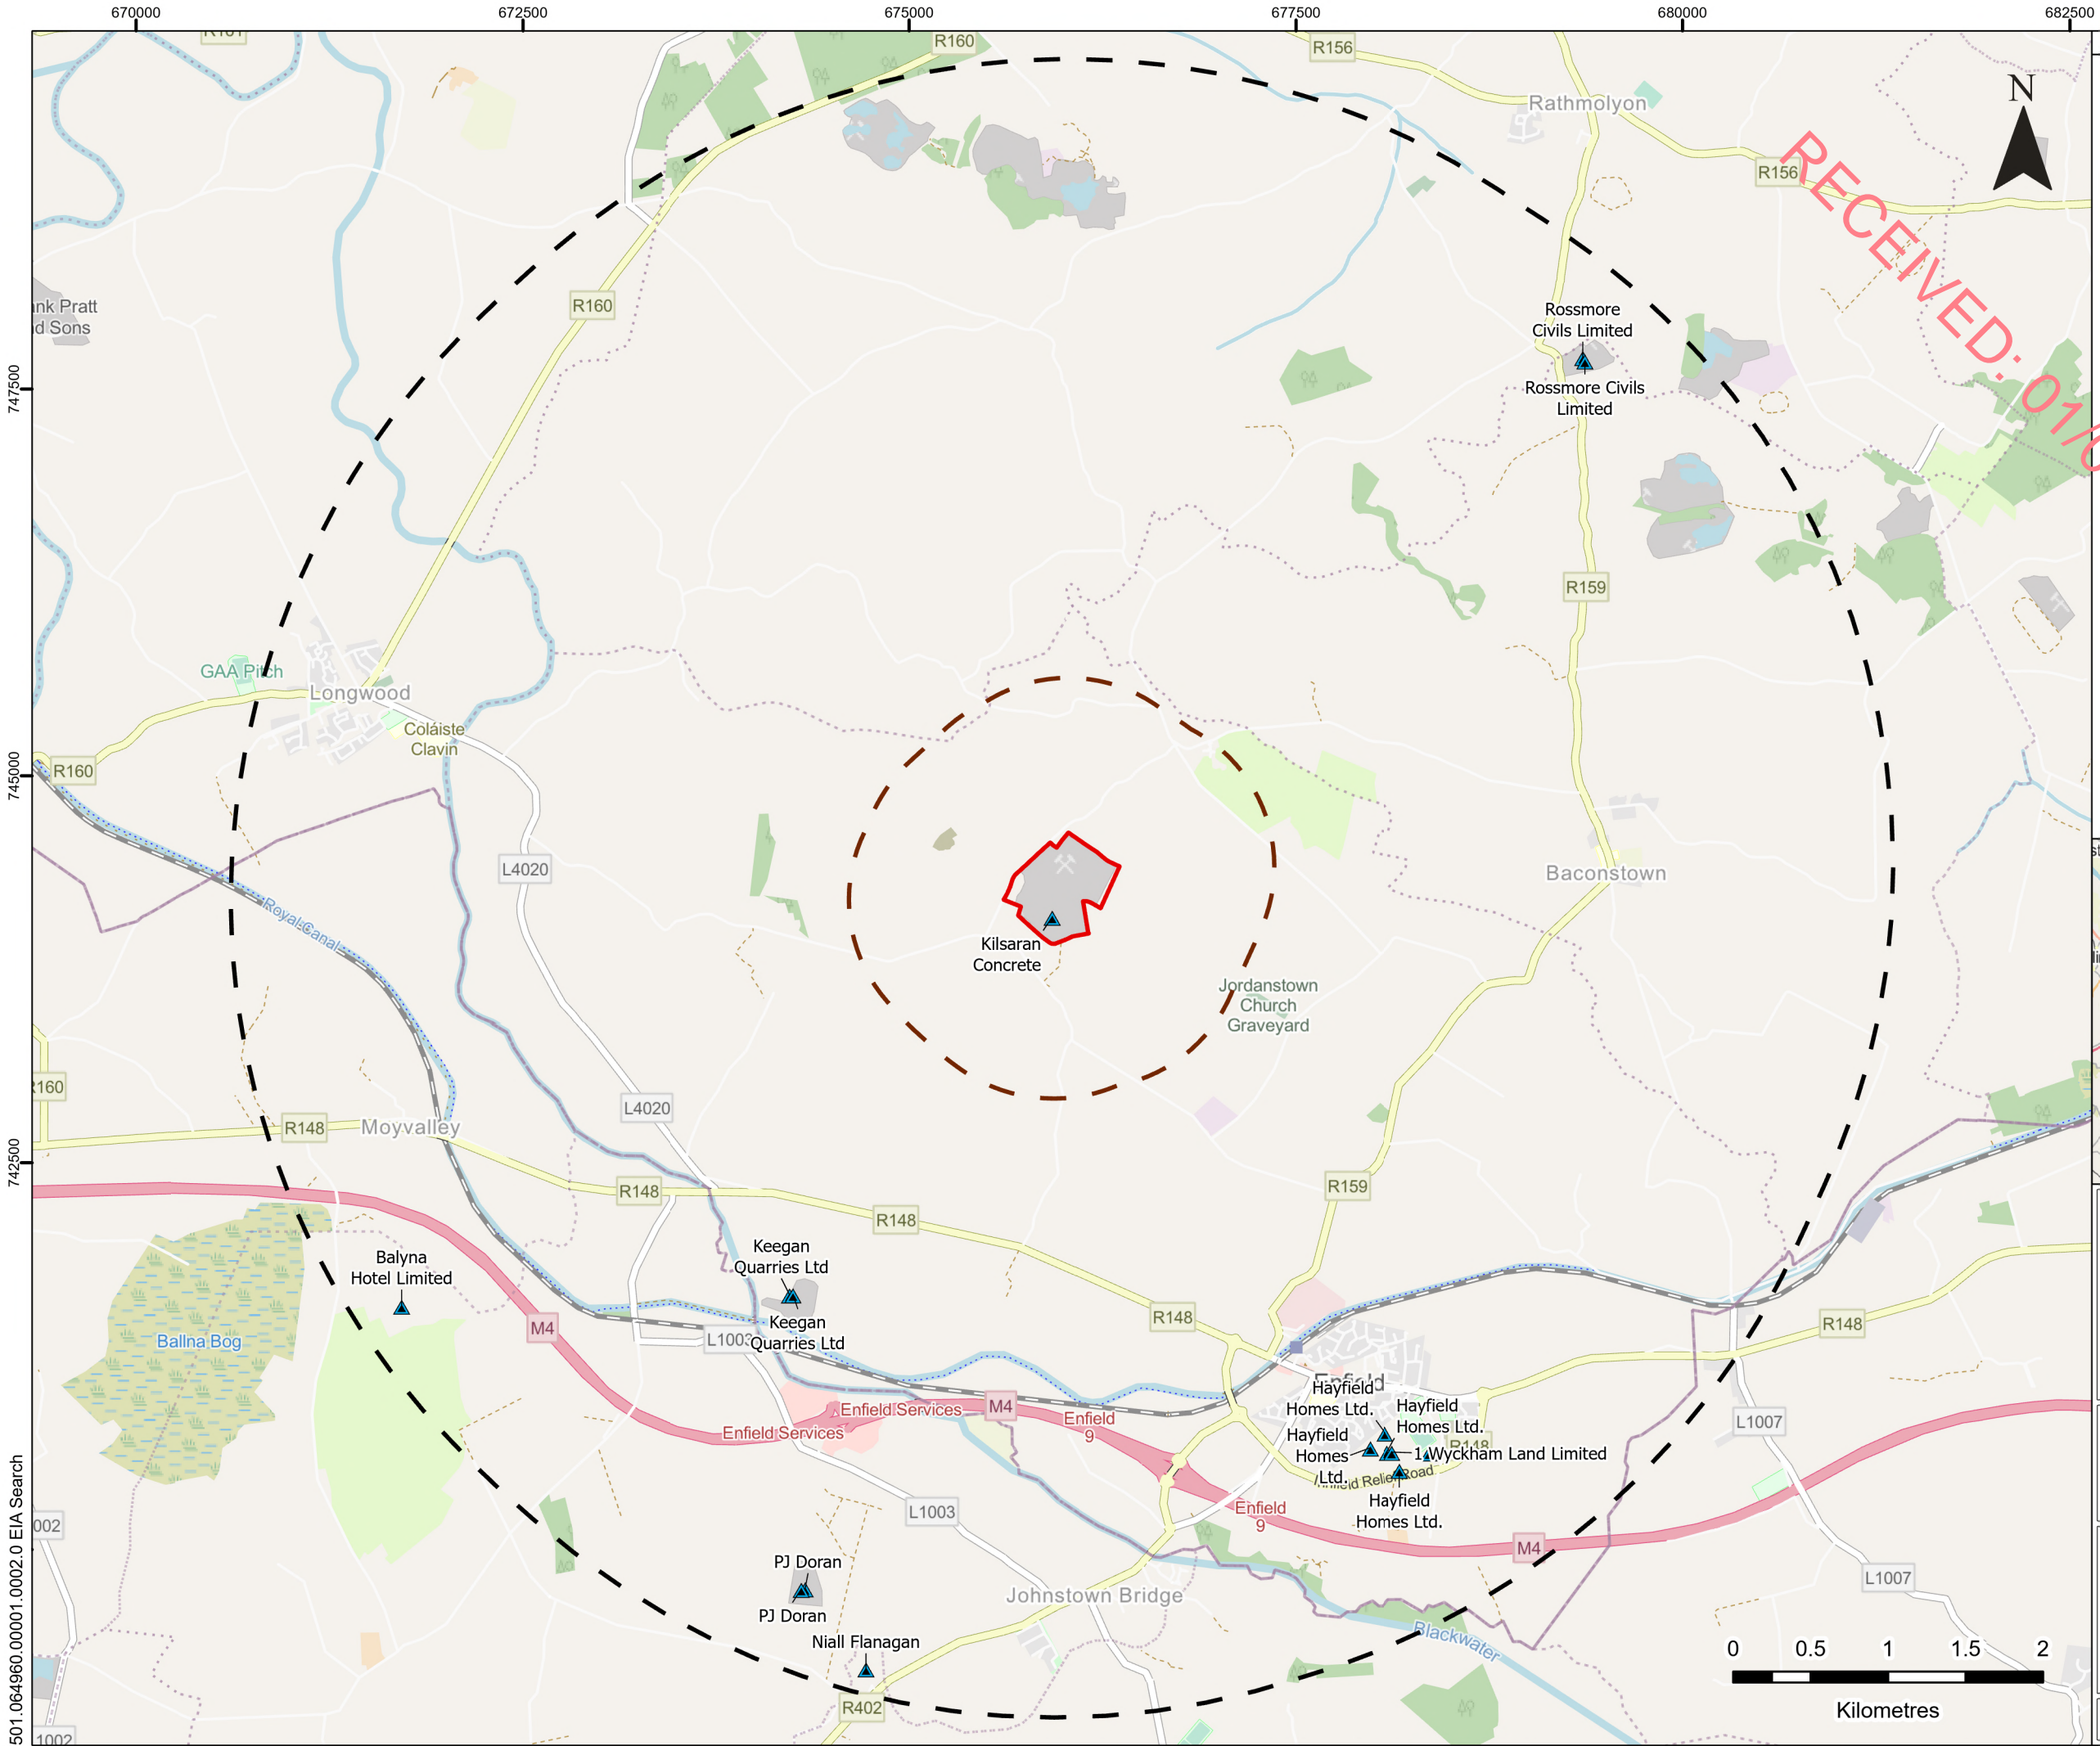 670000
672500
675000
677500
680000
682500
R160
R156
Rathmolyon
N
R156
RECEIVED: 01/0
R160
nk Pratt
d Sons
Rossmore
Civils Limited
Rossmore Civils
Limited
747500
R159
GAA Pitch
Longwood
Coláiste
Clavin
R160
745000
L4020
Baconstown
Royal Canal
Kilsaran
Concrete
Jordanstown
Church
Graveyard
R160
L4020
R148
Moyvalley
742500
R148
R159
R148
Balyna
Hotel Limited
Keegan
Quarries Ltd
Keegan
Quarries Ltd
R148
R148
M4
L1003
Ballna Bog
Enfield
Hayfield
Homes Ltd.
Hayfield
Homes Ltd.
Hayfield
Homes
Ltd.
R148
1 Wyckham Land Limited
Enfield Relief Road
Hayfield
Homes Ltd.
M4
Enfield Services
Enfield Services
Enfield
9
L1007
Enfield
9
L1003
002
M4
PJ Doran
PJ Doran
Johnstown Bridge
L1007
Niall Flanagan
Blackwater
R402
1002
0 0.5 1 1.5 2
Kilometres
501.064960.00001.0002.0 EIA Search